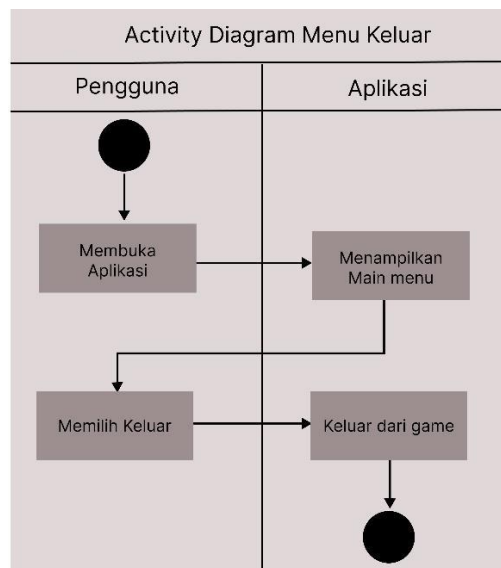 Activity Diagram Menu Keluar
Pengguna
Aplikasi
Membuka
Aplikasi
Menampilkan
Main menu
Memilih Keluar
Keluar dari game